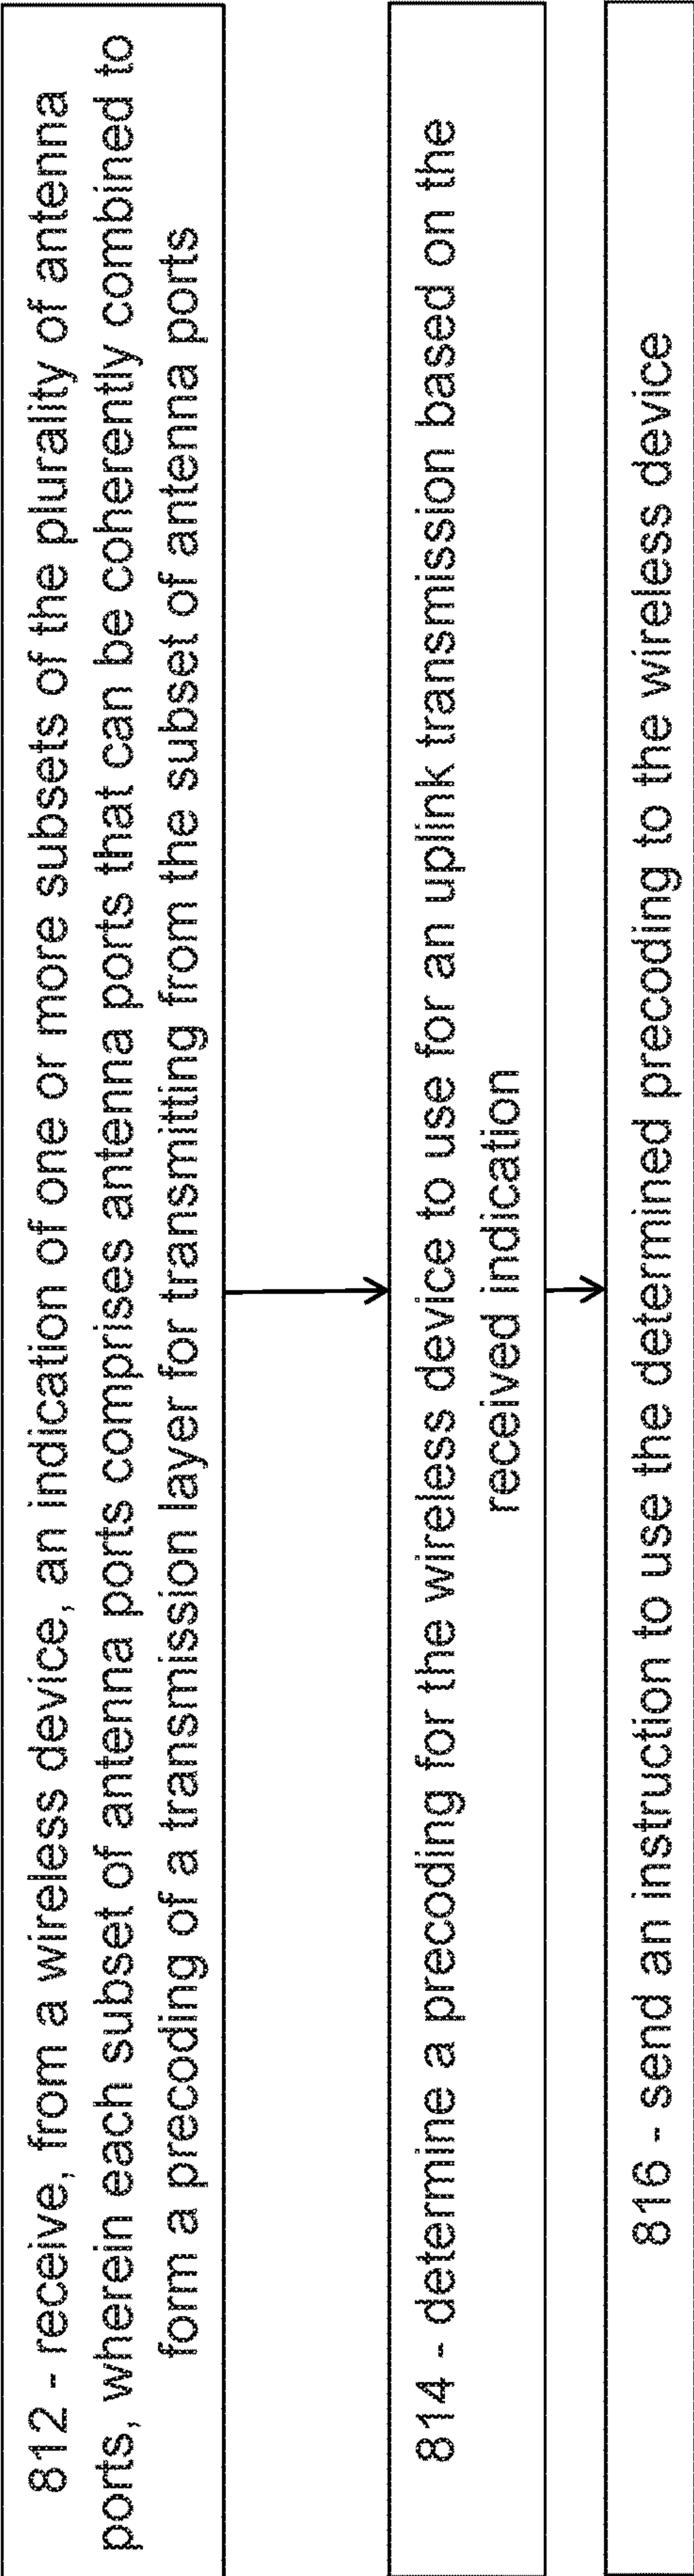 812 - receive, from a wireless device, an indication of one or more subsets of the plurality of antenna
ports, wherein each subset of antenna ports comprises antenna ports that can be coherently combined to
form a precoding of a transmission layer for transmitting from the subset of antenna ports
814 - determine a precoding for the wireless device to use for an uplink transmission based on the
received indication
816 - send an instruction to use the determined precoding to the wireless device